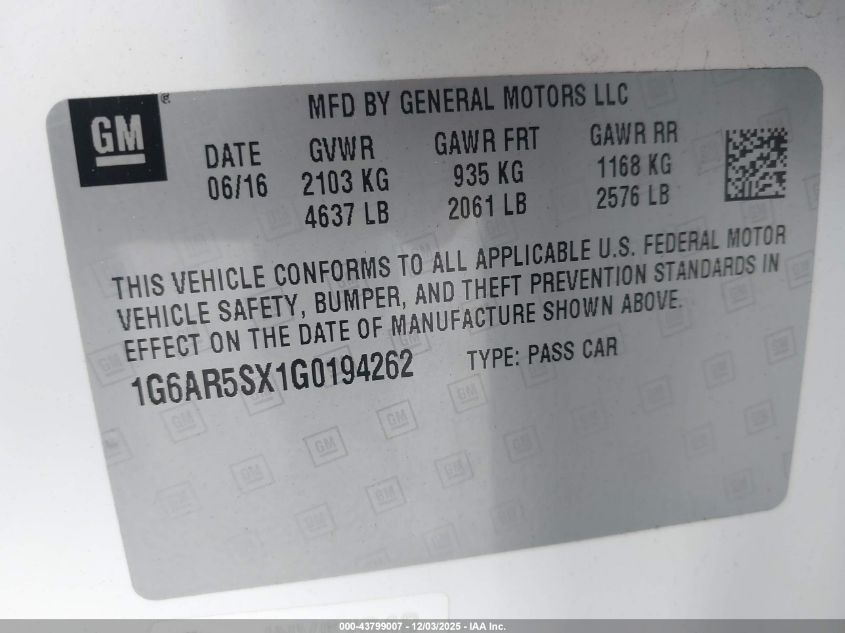 GM
MFD BY GENERAL MOTORS LLC
DATE GVWR GAWR FRT GAWR RR
06/16 2103 KG 935 KG 1168 KG
4637 LB 2061 LB 2576 LB
THIS VEHICLE CONFORMS TO ALL APPLICABLE U.S. FEDERAL MOTOR
VEHICLE SAFETY, BUMPER, AND THEFT PREVENTION STANDARDS IN
EFFECT ON THE DATE OF MANUFACTURE SHOWN ABOVE.
1G6AR5SX1G0194262 TYPE: PASS CAR
000-43799007 - 12/03/2025 - IAA Inc.